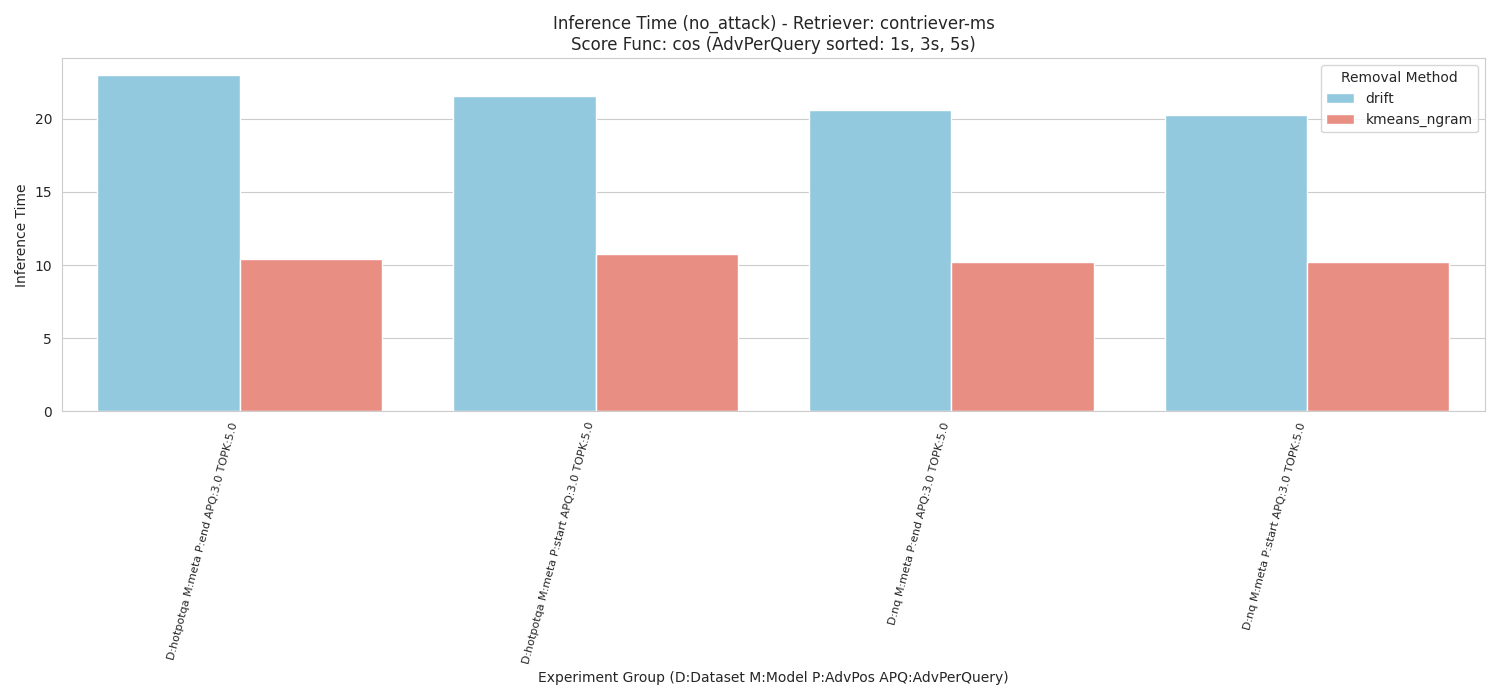 Inference Time (no_attack) - Retriever: contriever-ms
Score Func: cos (AdvPerQuery sorted: 1s, 3s, 5s)
Removal Method
drift
kmeans_ngram
Inference Time
20
15
10
5
0
D:hotpotqa M:meta P:end APQ:3.0 TOPK:5.0
D:hotpotqa M:meta P:start APQ:3.0 TOPK:5.0
D:nq M:meta P:end APQ:3.0 TOPK:5.0
D:nq M:meta P:start APQ:3.0 TOPK:5.0
Experiment Group (D:Dataset M:Model P:AdvPos APQ:AdvPerQuery)